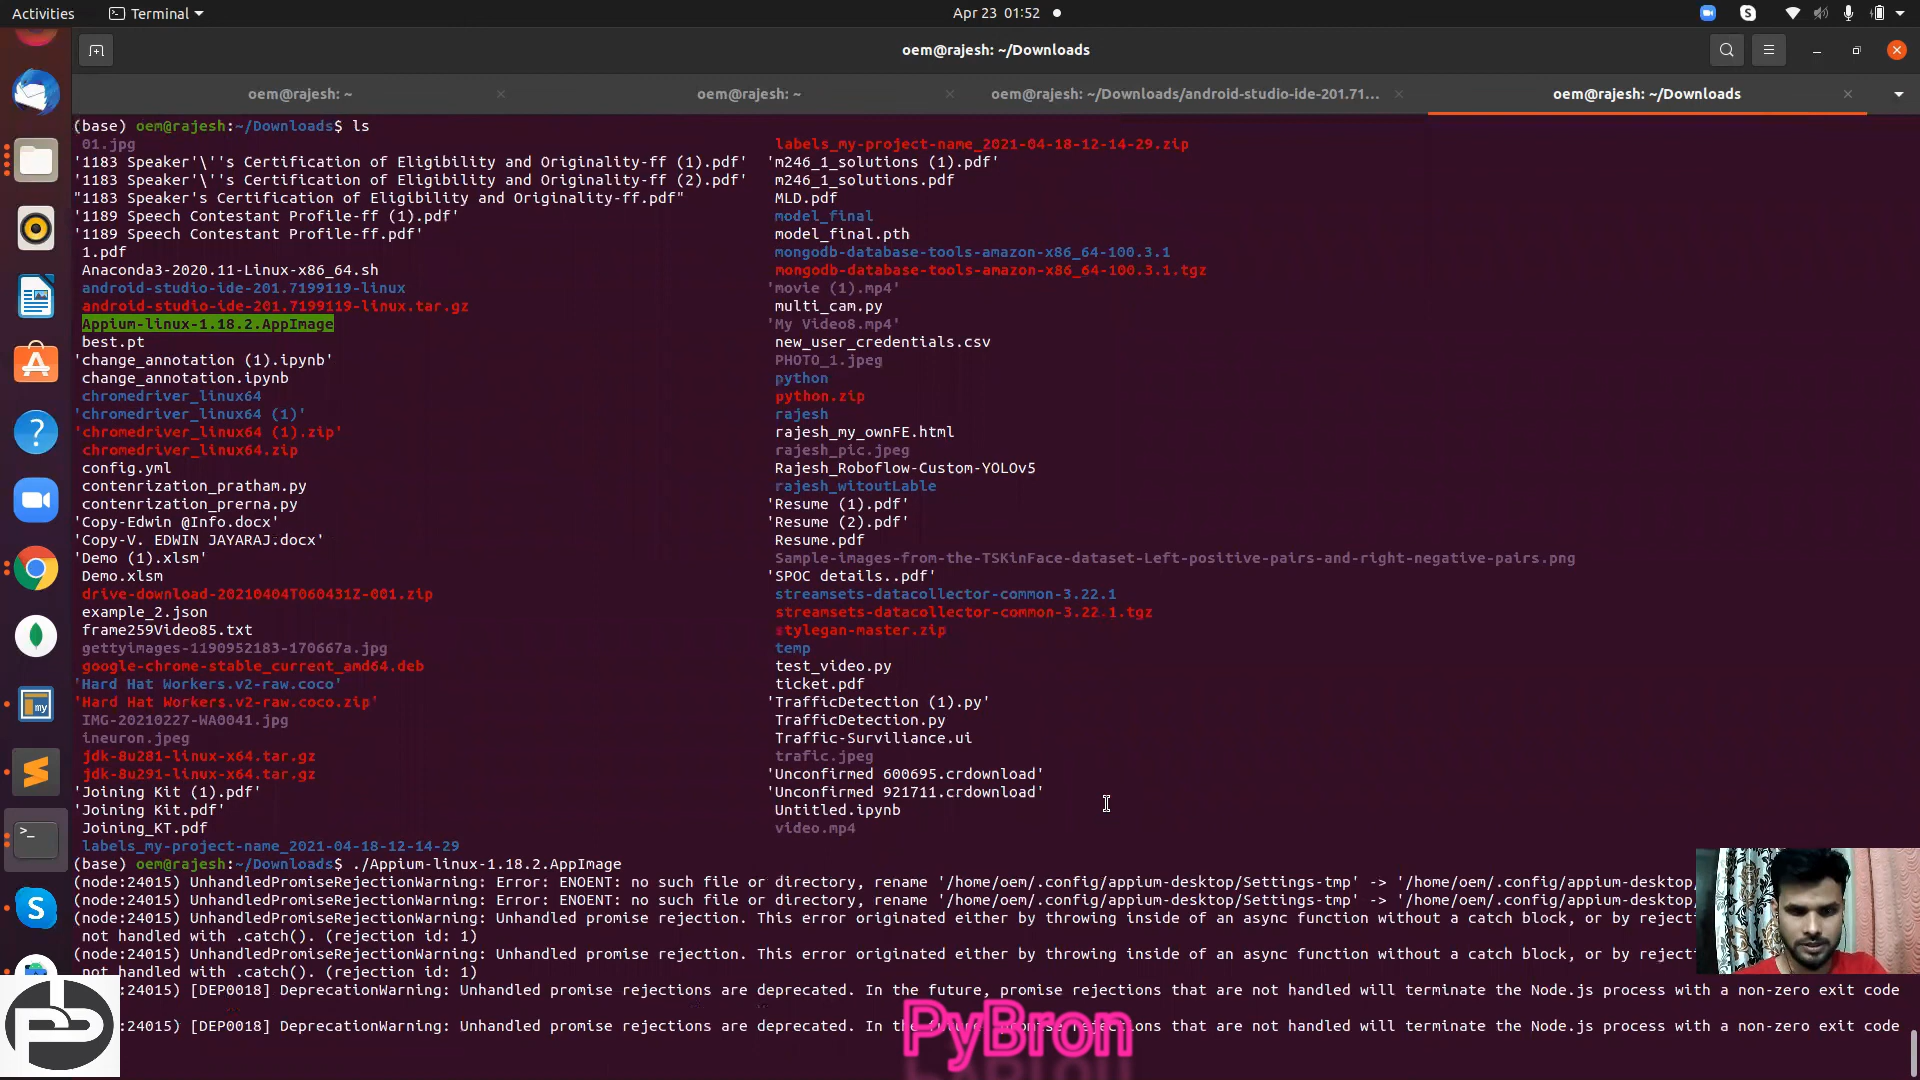 Activities
Terminal
Apr 23 01:52
oem@rajesh: ~/Downloads
oem@rajesh: ~
oem@rajesh: ~
oem@rajesh: ~/Downloads/android-studio-ide-201.71...
oem@rajesh: ~/Downloads
(base) oem@rajesh:~/Downloads$ ls
01.jpg
'1183 Speaker'\''s Certification of Eligibility and Originality-ff (1).pdf'
'1183 Speaker'\''s Certification of Eligibility and Originality-ff (2).pdf'
"1183 Speaker's Certification of Eligibility and Originality-ff.pdf"
'1189 Speech Contestant Profile-ff (1).pdf'
'1189 Speech Contestant Profile-ff.pdf'
1.pdf
Anaconda3-2020.11-Linux-x86_64.sh
android-studio-ide-201.7199119-linux
android-studio-ide-201.7199119-linux.tar.gz
Appium-linux-1.18.2.AppImage
best.pt
'change_annotation (1).ipynb'
change_annotation.ipynb
chromedriver_linux64
'chromedriver_linux64 (1)'
'chromedriver_linux64 (1).zip'
chromedriver_linux64.zip
config.yml
contenrization_pratham.py
contenrization_prerna.py
'Copy-Edwin @Info.docx'
'Copy-V. EDWIN JAYARAJ.docx'
'Demo (1).xlsm'
Demo.xlsm
drive-download-20210404T060431Z-001.zip
example_2.json
frame259Video85.txt
gettyimages-1190952183-170667a.jpg
google-chrome-stable_current_amd64.deb
'Hard Hat Workers.v2-raw.coco'
'Hard Hat Workers.v2-raw.coco.zip'
IMG-20210227-WA0041.jpg
ineuron.jpeg
jdk-8u281-linux-x64.tar.gz
jdk-8u291-linux-x64.tar.gz
'Joining Kit (1).pdf'
'Joining Kit.pdf'
Joining_KT.pdf
labels_my-project-name_2021-04-18-12-14-29
labels_my-project-name_2021-04-18-12-14-29.zip
'm246_1_solutions (1).pdf'
m246_1_solutions.pdf
MLD.pdf
model_final
model_final.pth
mongodb-database-tools-amazon-x86_64-100.3.1
mongodb-database-tools-amazon-x86_64-100.3.1.tgz
'movie (1).mp4'
multi_cam.py
'My Video8.mp4'
new_user_credentials.csv
PHOTO_1.jpeg
python
python.zip
rajesh
rajesh_my_ownFE.html
rajesh_pic.jpeg
Rajesh_Roboflow-Custom-YOLOv5
rajesh_witoutLable
'Resume (1).pdf'
'Resume (2).pdf'
Resume.pdf
Sample-images-from-the-TSKinFace-dataset-Left-positive-pairs-and-right-negative-pairs.png
'SPOC details..pdf'
streamsets-datacollector-common-3.22.1
streamsets-datacollector-common-3.22.1.tgz
stylegan-master.zip
temp
test_video.py
ticket.pdf
'TrafficDetection (1).py'
TrafficDetection.py
Traffic-Surviliance.ui
trafic.jpeg
'Unconfirmed 600695.crdownload'
'Unconfirmed 921711.crdownload'
Untitled.ipynb
video.mp4
(base) oem@rajesh:~/Downloads$ ./Appium-linux-1.18.2.AppImage
(node:24015) UnhandledPromiseRejectionWarning: Error: ENOENT: no such file or directory, rename '/home/oem/.config/appium-desktop/Settings-tmp' -> '/home/oem/.config/appium-desktop/
(node:24015) UnhandledPromiseRejectionWarning: Error: ENOENT: no such file or directory, rename '/home/oem/.config/appium-desktop/Settings-tmp' -> '/home/oem/.config/appium-desktop/
(node:24015) UnhandledPromiseRejectionWarning: Unhandled promise rejection. This error originated either by throwing inside of an async function without a catch block, or by rejecti
not handled with .catch(). (rejection id: 1)
(node:24015) UnhandledPromiseRejectionWarning: Unhandled promise rejection. This error originated either by throwing inside of an async function without a catch block, or by rejecti
not handled with .catch(). (rejection id: 1)
:24015) [DEP0018] DeprecationWarning: Unhandled promise rejections are deprecated. In the future, promise rejections that are not handled will terminate the Node.js process with a non-zero exit code
:24015) [DEP0018] DeprecationWarning: Unhandled promise rejections are deprecated. In the future, promise rejections that are not handled will terminate the Node.js process with a non-zero exit code
PyBron